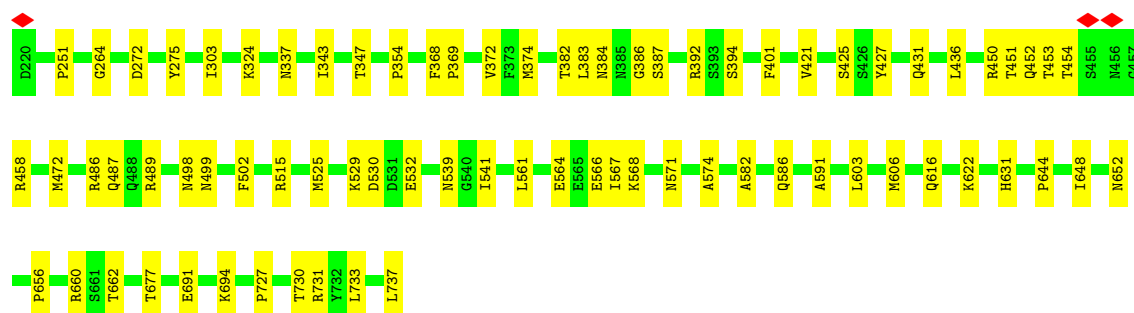 D220 P251 G264 D272 Y275 I303 K324 N337 I343 T347 P354 F368 P369 V372 F373 M374 T382 L383 N384 N385 G386 S387 R392 S393 S394 F401 V421 S425 S426 Y427 Q431 L436 R450 T451 Q452 T453 T454 S455 N456 G457
R458 M472 R486 Q487 Q488 R489 N498 N499 F502 R515 M525 K529 D530 D531 E532 N539 G540 I541 L561 E564 E565 E566 I567 K568 N571 A574 A582 Q586 A591 L603 M606 Q616 K622 H631 P644 I648 N652
P656 R660 S661 T662 T677 E691 K694 P727 T730 R731 Y732 L733 L737